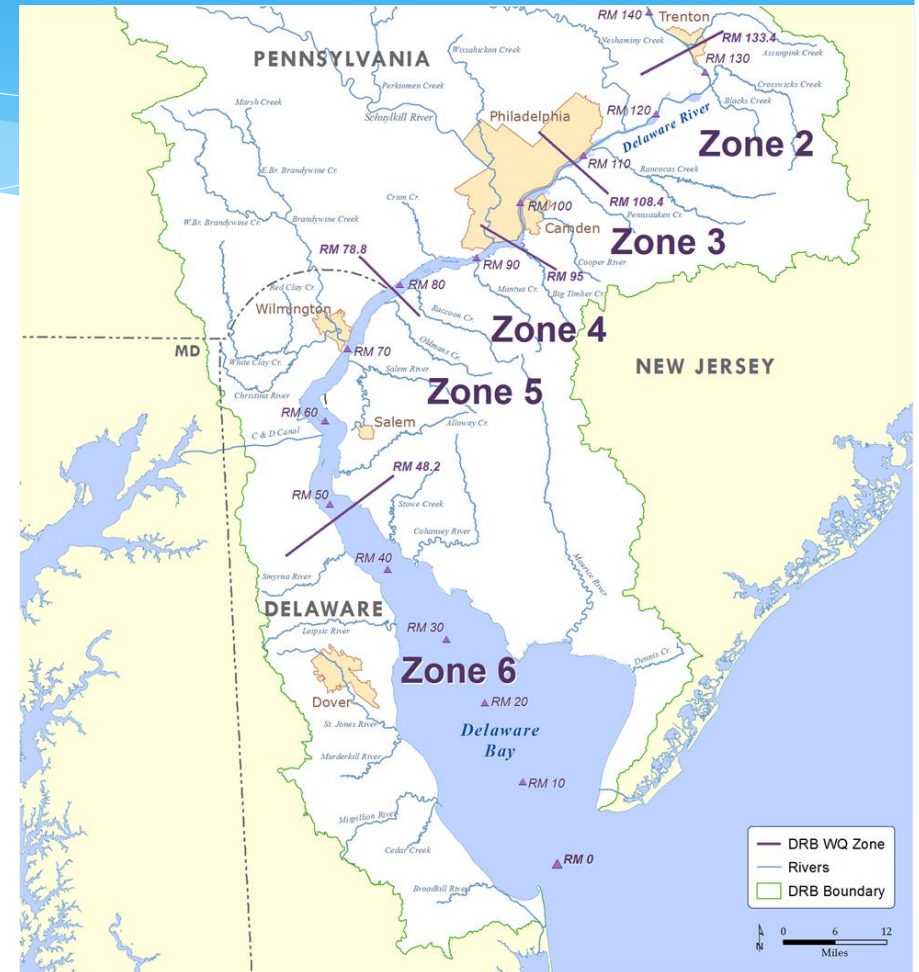 RM 140
Trenton
Neshaminy Creek
RM 133.4
Assunpink Creek
Wissahickon Creek
PENNSYLVANIA
RM 130
Perkiomen Creek
Crosswicks Creek
Marsh Creek
Blacks Creek
Schuylkill River
Philadelphia
RM 120
Delaware River
Zone 2
RM 110
E.Br. Brandywine Cr.
Rancocas Creek
Crum Cr.
RM 100
RM 108.4
Pennsauken Cr.
W.Br. Brandywine Cr.
Brandywine Creek
Camden
Zone 3
RM 78.8
RM 90
Cooper River
RM 95
RM 80
Mantua Cr.
Big Timber Cr.
Red Clay Cr.
Wilmington
Raccoon Cr.
Zone 4
Oldmans Cr.
MD
RM 70
White Clay Cr.
Salem River
NEW JERSEY
Christina River
Zone 5
RM 60
Salem
Alloway Cr.
C & D Canal
RM 48.2
RM 50
Stowe Creek
Cohansey River
RM 40
Maurice River
Smyrna River
DELAWARE
Leipsic River
RM 30
Dennis Cr.
Zone 6
Dover
RM 20
St. Jones River
Delaware
Bay
Murderkill River
RM 10
Mispillion River
Cedar Creek
RM 0
Broadkill River
DRB WQ Zone
Rivers
DRB Boundary
N
0 6 12
Miles